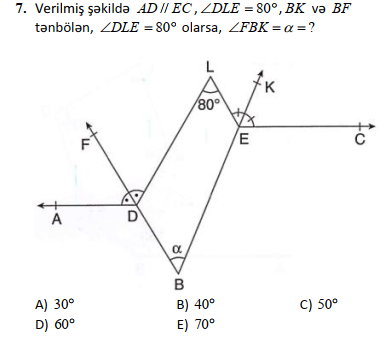 7. Verilmiş şəkildə AD // EC, ∠DLE = 80°, BK və BF
tənbölən, ∠DLE = 80° olarsa, ∠FBK = α = ?
L
K
80°
F
E
C
A
D
α
B
A) 30° B) 40° C) 50°
D) 60° E) 70°